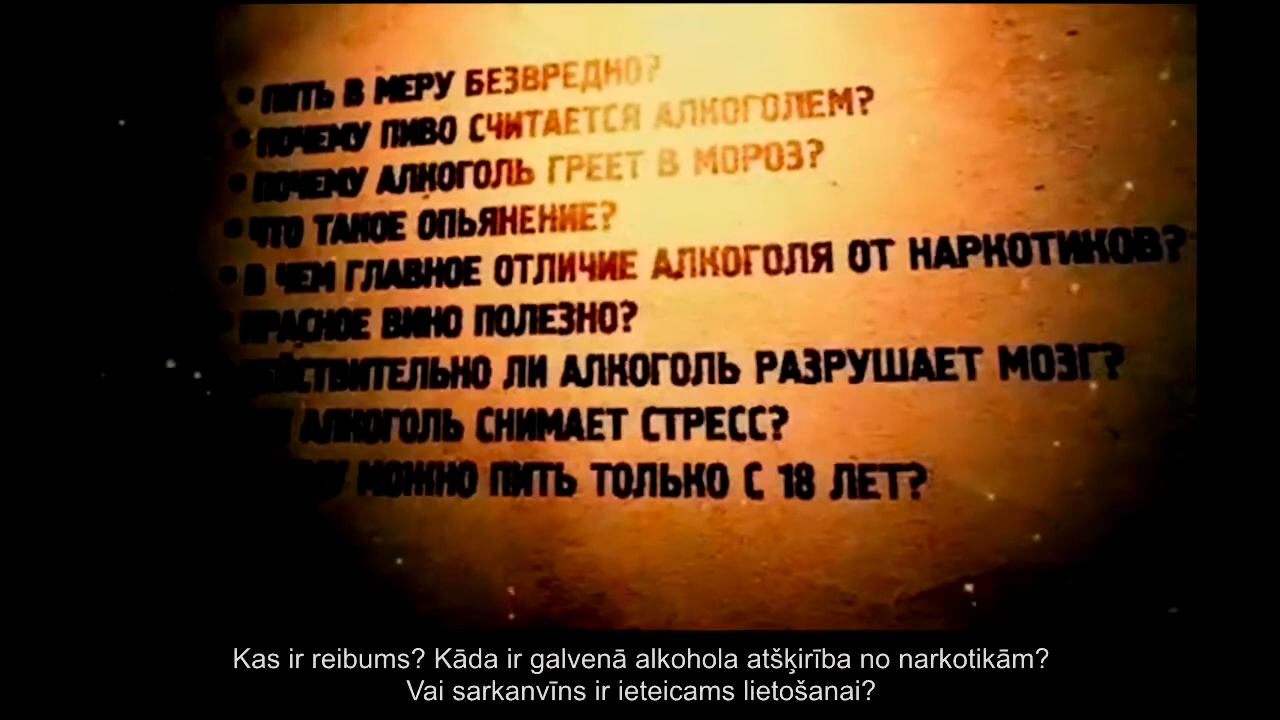 • ПИТЬ В МЕРУ БЕЗВРЕДНО?
• ПОЧЕМУ ПИВО СЧИТАЕТСЯ АЛКОГОЛЕМ?
• ПОЧЕМУ АЛКОГОЛЬ ГРЕЕТ В МОРОЗ?
• ЧТО ТАКОЕ ОПЬЯНЕНИЕ?
• В ЧЕМ ГЛАВНОЕ ОТЛИЧИЕ АЛКОГОЛЯ ОТ НАРКОТИКОВ?
• КРАСНОЕ ВИНО ПОЛЕЗНО?
ДЕЙСТВИТЕЛЬНО ЛИ АЛКОГОЛЬ РАЗРУШАЕТ МОЗГ?
АЛКОГОЛЬ СНИМАЕТ СТРЕСС?
МОЖНО ПИТЬ ТОЛЬКО С 18 ЛЕТ?
Kas ir reibums? Kāda ir galvenā alkohola atšķirība no narkotikām?
Vai sarkanvīns ir ieteicams lietošanai?